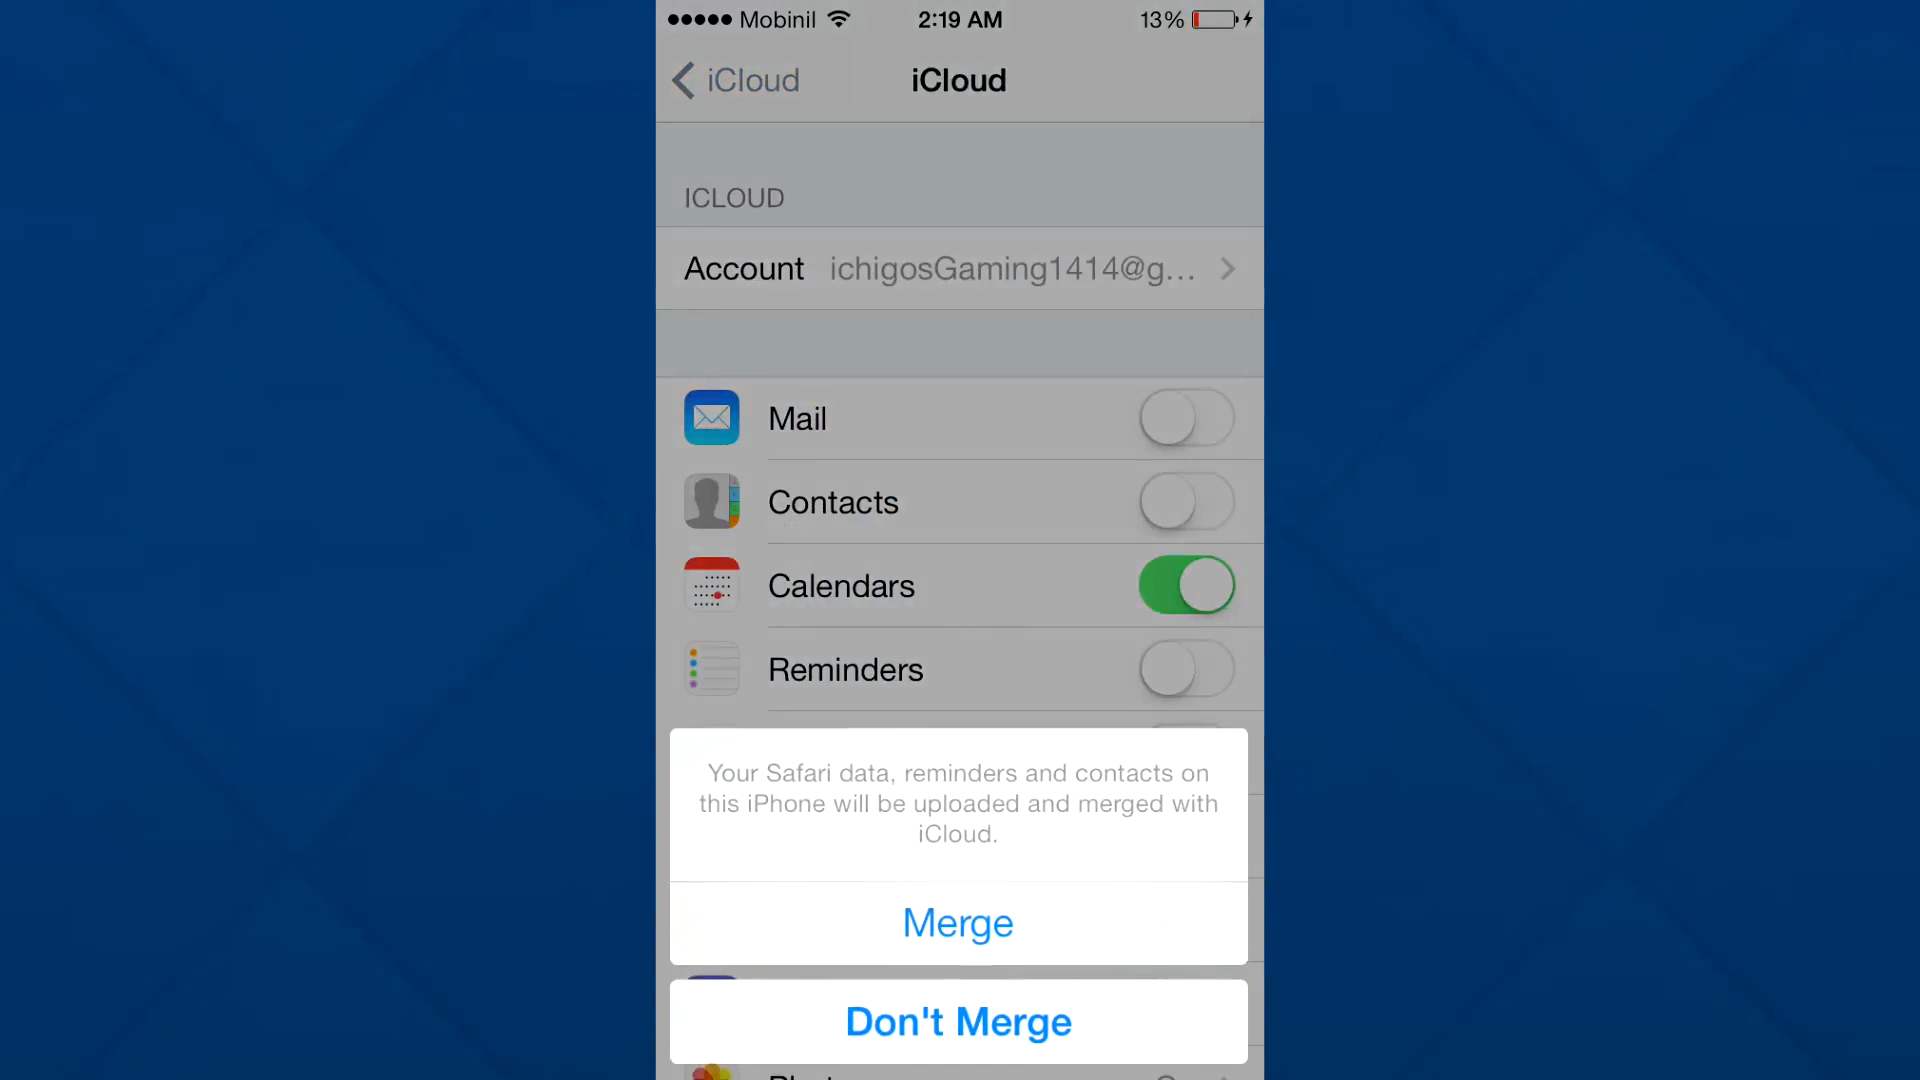 Mobinil 2:19 AM 13%
iCloud iCloud
ICLOUD
Account ichigosGaming1414@g...
Mail
Contacts
Calendars
Reminders
Your Safari data, reminders and contacts on
this iPhone will be uploaded and merged with
iCloud.
Merge
Don't Merge